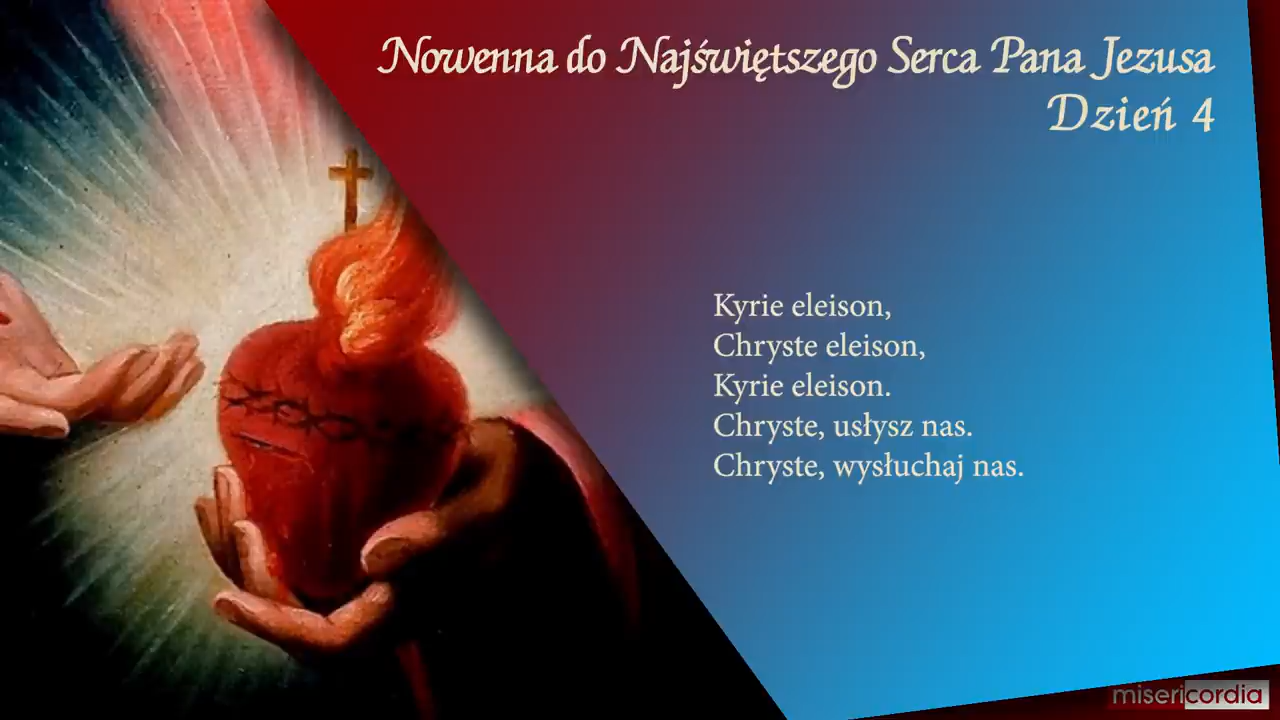 Nowenna do Najświętszego Serca Pana Jezusa
Dzień 4
Kyrie eleison,
Chryste eleison,
Kyrie eleison.
Chryste, usłysz nas.
Chryste, wysłuchaj nas.
misericordia